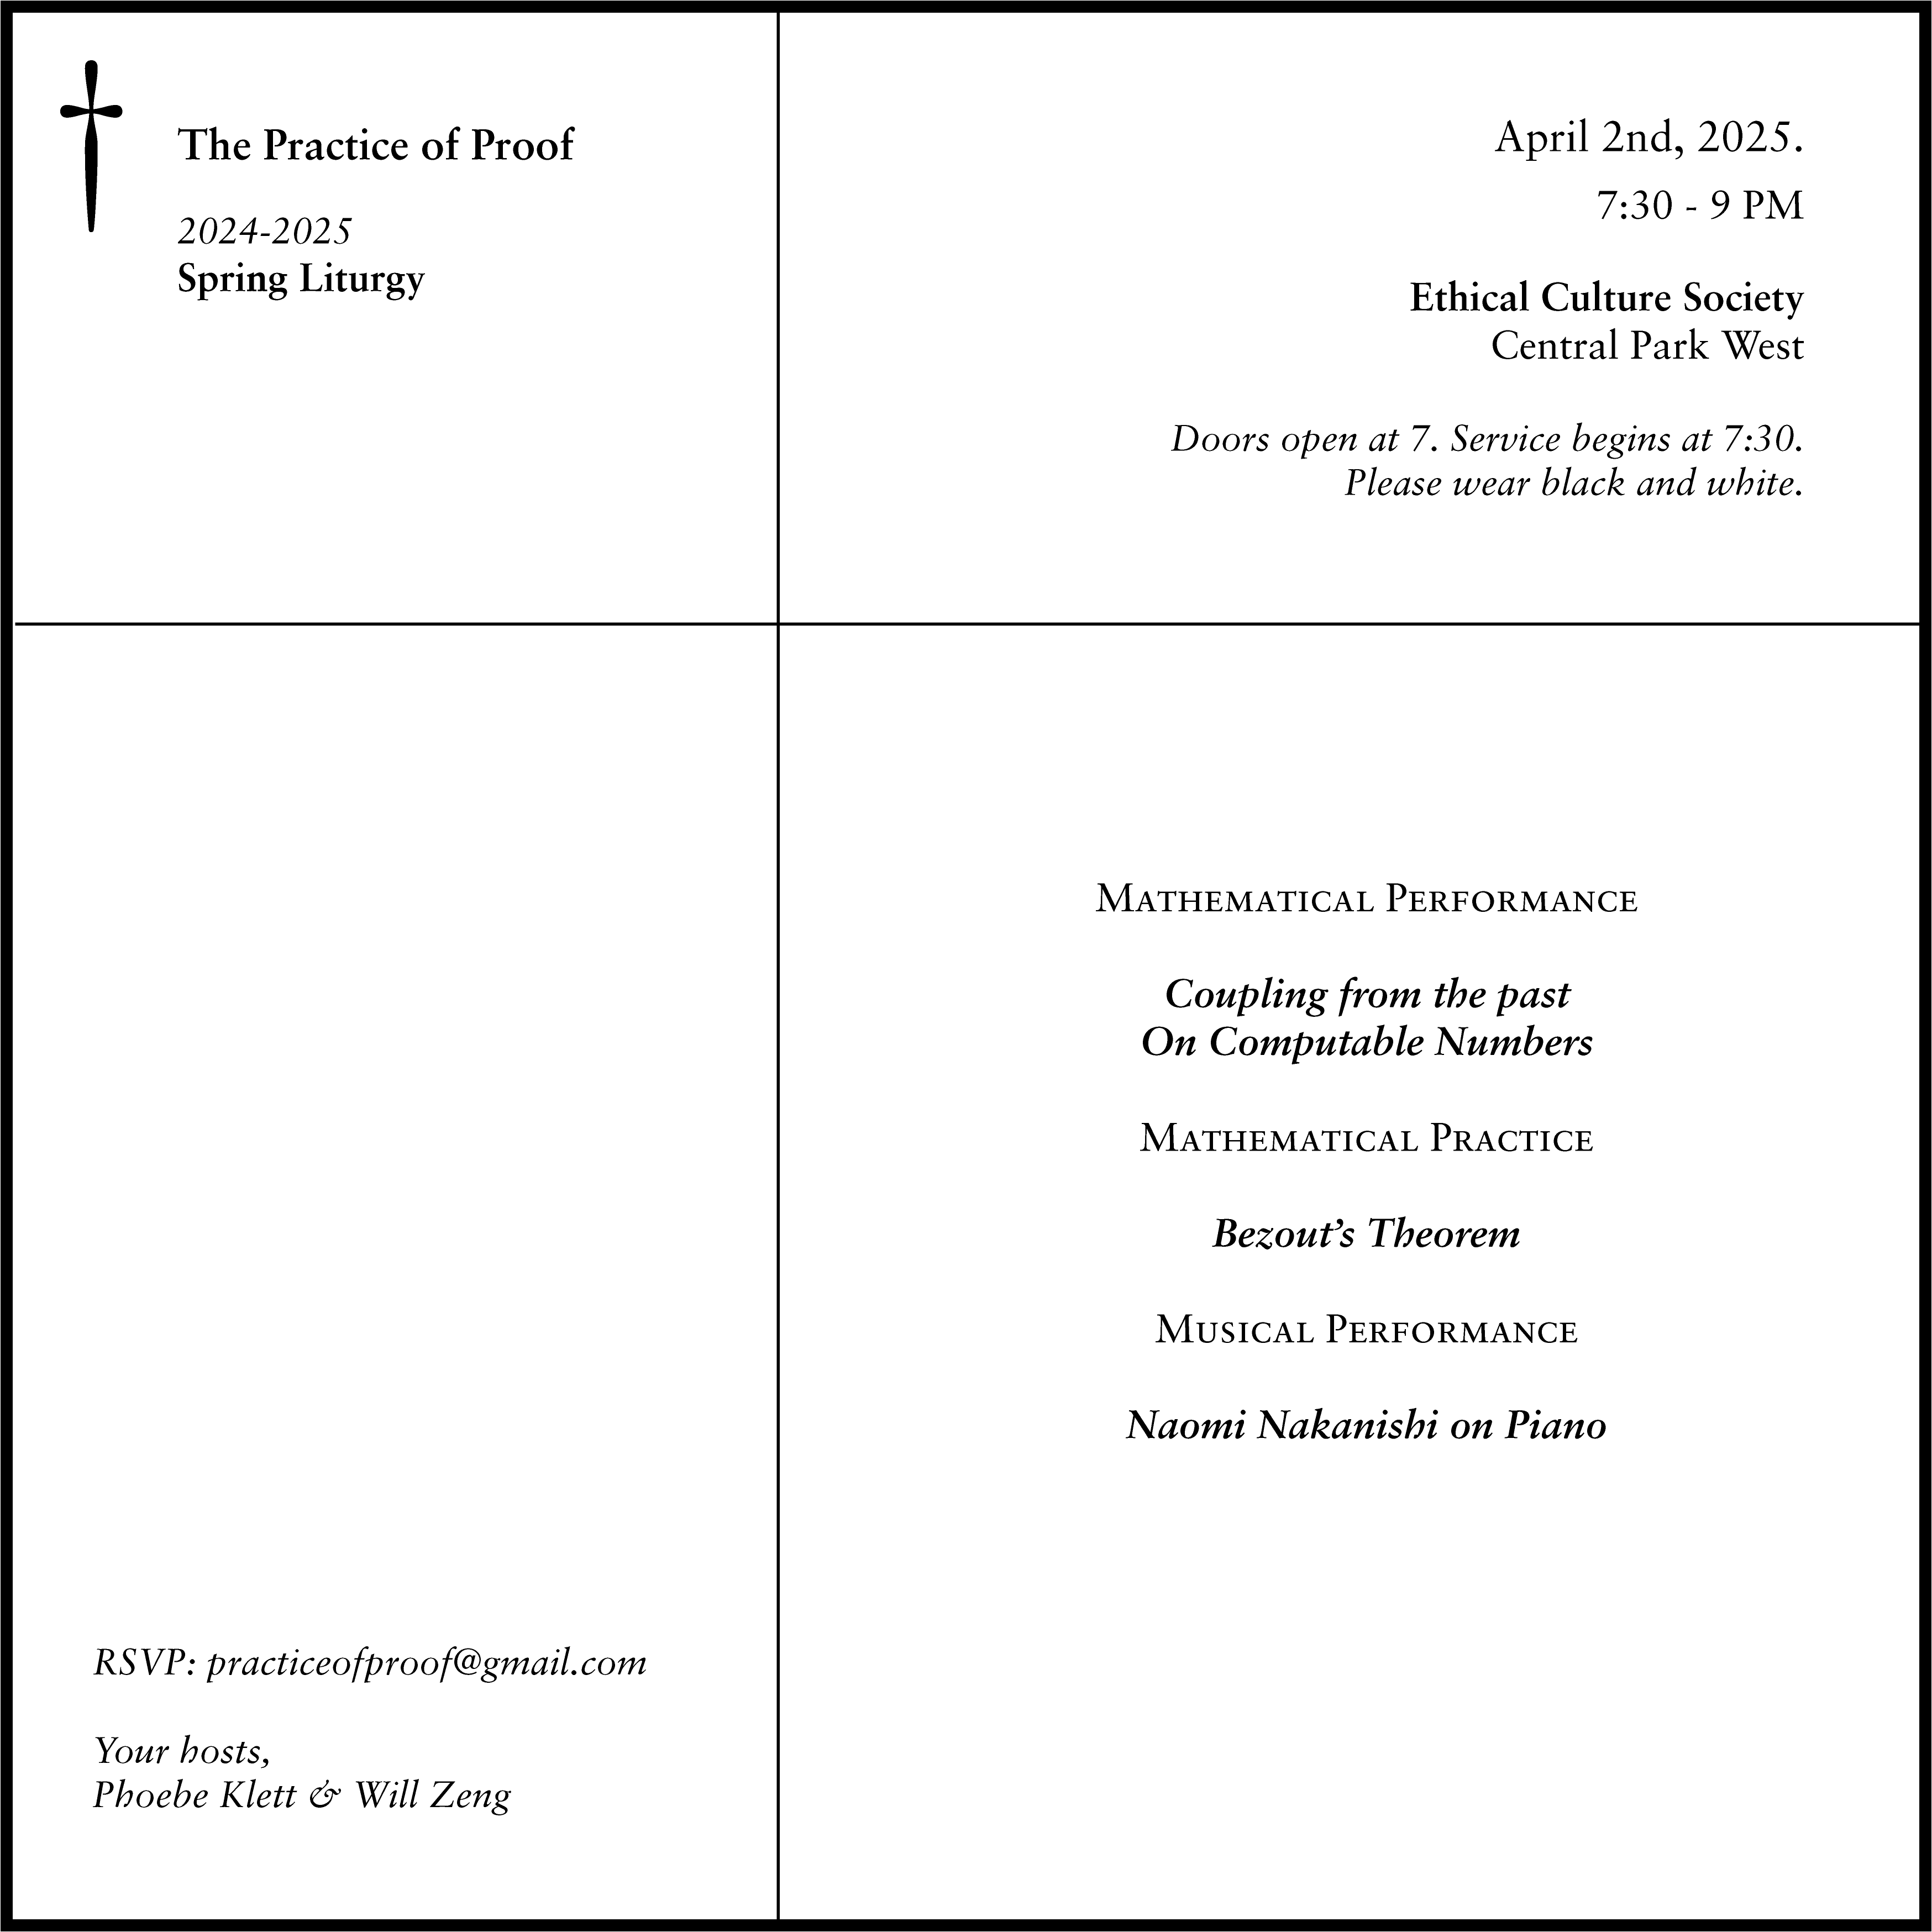 †
The Practice of Proof
2024-2025
Spring Liturgy
April 2nd, 2025.
7:30 - 9 PM
Ethical Culture Society
Central Park West
Doors open at 7. Service begins at 7:30.
Please wear black and white.
Mathematical Performance
Coupling from the past
On Computable Numbers
Mathematical Practice
Bezout’s Theorem
Musical Performance
Naomi Nakanishi on Piano
RSVP: practiceofproof@gmail.com
Your hosts,
Phoebe Klett & Will Zeng